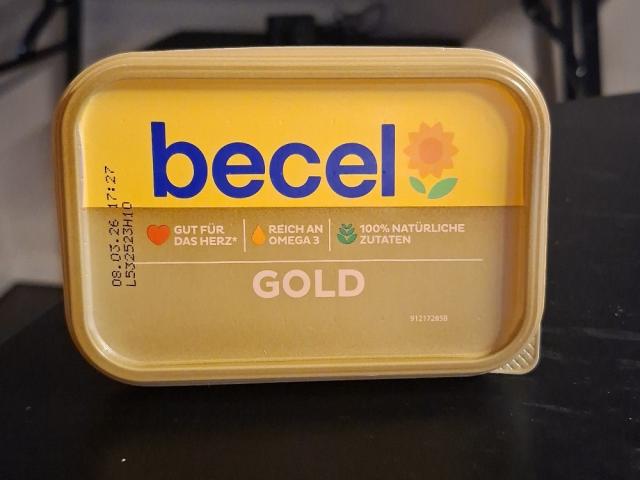 becel
GUT FÜR
DAS HERZ*
REICH AN
OMEGA 3
100% NATÜRLICHE
ZUTATEN
GOLD
91217285B
08.03.26 17:27
L532523H10